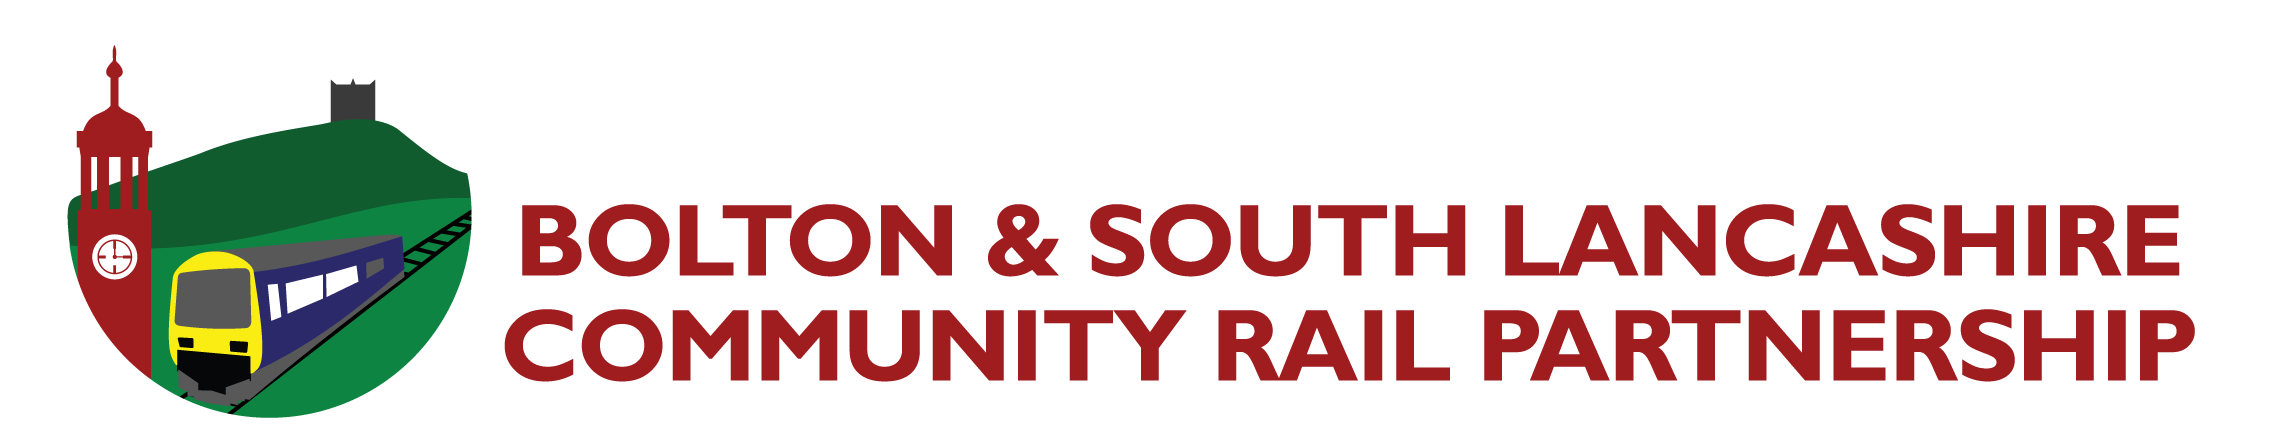 BOLTON & SOUTH LANCASHIRE
COMMUNITY RAIL PARTNERSHIP